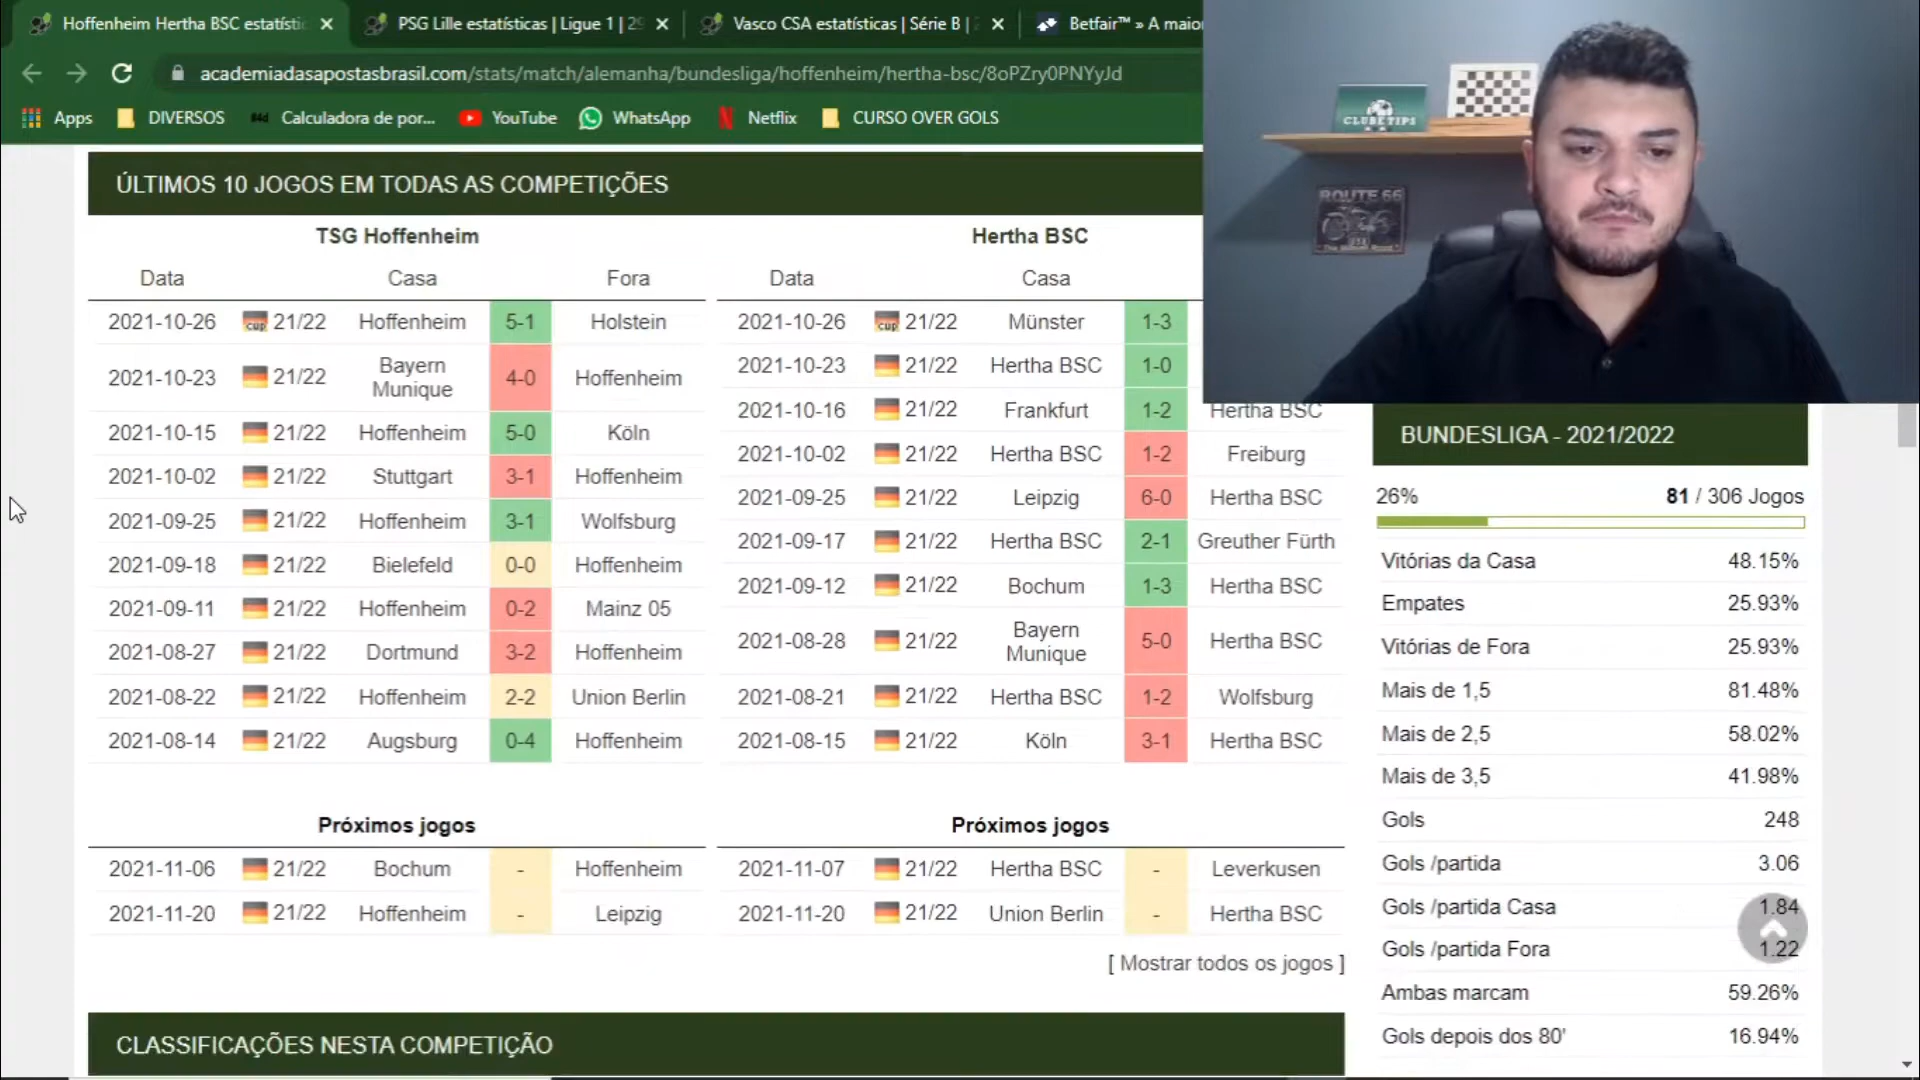 Hoffenheim Hertha BSC estatístic
PSG Lille estatísticas | Ligue 1 | 29
Vasco CSA estatísticas | Série B |
Betfair™ » A maior
academiadasapostasbrasil.com/stats/match/alemanha/bundesliga/hoffenheim/hertha-bsc/8oPZry0PNYyJd
Apps DIVERSOS Calculadora de por... YouTube WhatsApp Netflix CURSO OVER GOLS
CLUBE TIPS
ROUTE 66
ÚLTIMOS 10 JOGOS EM TODAS AS COMPETIÇÕES
TSG Hoffenheim
Data Casa Fora
2021-10-26 cup 21/22 Hoffenheim 5-1 Holstein
2021-10-23 21/22 Bayern Munique 4-0 Hoffenheim
2021-10-15 21/22 Hoffenheim 5-0 Köln
2021-10-02 21/22 Stuttgart 3-1 Hoffenheim
2021-09-25 21/22 Hoffenheim 3-1 Wolfsburg
2021-09-18 21/22 Bielefeld 0-0 Hoffenheim
2021-09-11 21/22 Hoffenheim 0-2 Mainz 05
2021-08-27 21/22 Dortmund 3-2 Hoffenheim
2021-08-22 21/22 Hoffenheim 2-2 Union Berlin
2021-08-14 21/22 Augsburg 0-4 Hoffenheim
Próximos jogos
2021-11-06 21/22 Bochum - Hoffenheim
2021-11-20 21/22 Hoffenheim - Leipzig
Hertha BSC
Data Casa
2021-10-26 cup 21/22 Münster 1-3
2021-10-23 21/22 Hertha BSC 1-0
2021-10-16 21/22 Frankfurt 1-2 Hertha BSC
2021-10-02 21/22 Hertha BSC 1-2 Freiburg
2021-09-25 21/22 Leipzig 6-0 Hertha BSC
2021-09-17 21/22 Hertha BSC 2-1 Greuther Fürth
2021-09-12 21/22 Bochum 1-3 Hertha BSC
2021-08-28 21/22 Bayern Munique 5-0 Hertha BSC
2021-08-21 21/22 Hertha BSC 1-2 Wolfsburg
2021-08-15 21/22 Köln 3-1 Hertha BSC
Próximos jogos
2021-11-07 21/22 Hertha BSC - Leverkusen
2021-11-20 21/22 Union Berlin - Hertha BSC
[ Mostrar todos os jogos ]
BUNDESLIGA - 2021/2022
26% 81 / 306 Jogos
Vitórias da Casa 48.15%
Empates 25.93%
Vitórias de Fora 25.93%
Mais de 1,5 81.48%
Mais de 2,5 58.02%
Mais de 3,5 41.98%
Gols 248
Gols /partida 3.06
Gols /partida Casa 1.84
Gols /partida Fora 1.22
Ambas marcam 59.26%
Gols depois dos 80' 16.94%
CLASSIFICAÇÕES NESTA COMPETIÇÃO